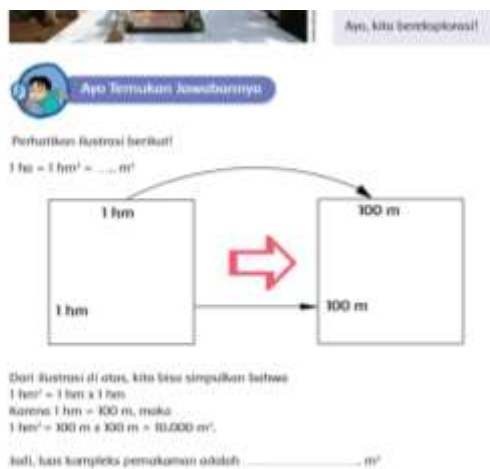 Ayo, kita bereksplorasi!
Ayo Temukan Jawabannya
Perhatikan ilustrasi berikut!
1 ha = 1 hm² = .... m²
1 hm
100 m
1 hm
100 m
Dari ilustrasi di atas, kita bisa simpulkan bahwa
1 hm² = 1 hm x 1 hm
Karena 1 hm = 100 m, maka
1 hm² = 100 m x 100 m = 10.000 m².
Jadi, luas kompleks pemakaman adalah ____________ m²